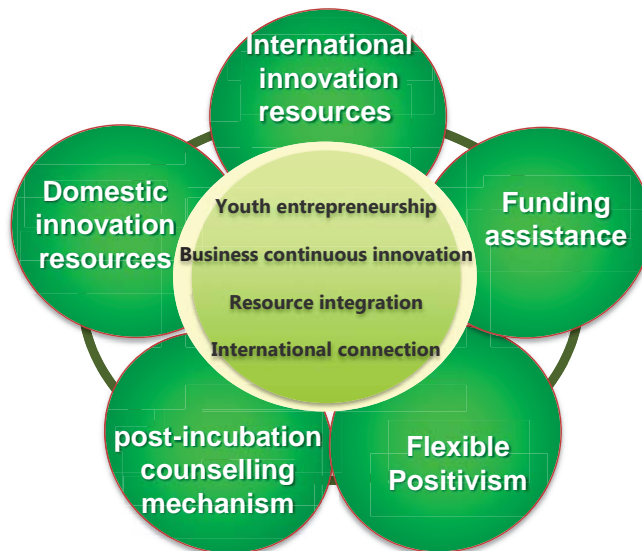 International
innovation
resources
Domestic
innovation
resources
Funding
assistance
Youth entrepreneurship
Business continuous innovation
Resource integration
International connection
post-incubation
counselling
mechanism
Flexible
Positivism